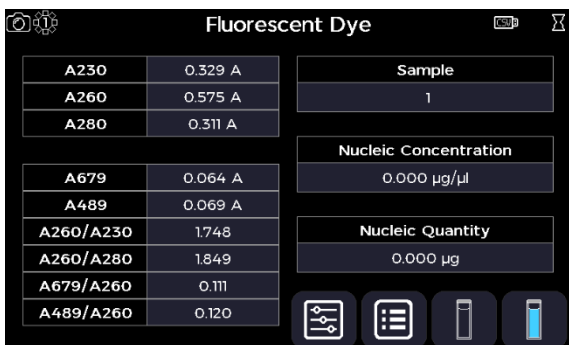 1
Fluorescent Dye
CSV
A230 0.329 A
A260 0.575 A
A280 0.311 A
A679 0.064 A
A489 0.069 A
A260/A230 1.748
A260/A280 1.849
A679/A260 0.111
A489/A260 0.120
Sample
1
Nucleic Concentration
0.000 µg/µl
Nucleic Quantity
0.000 µg